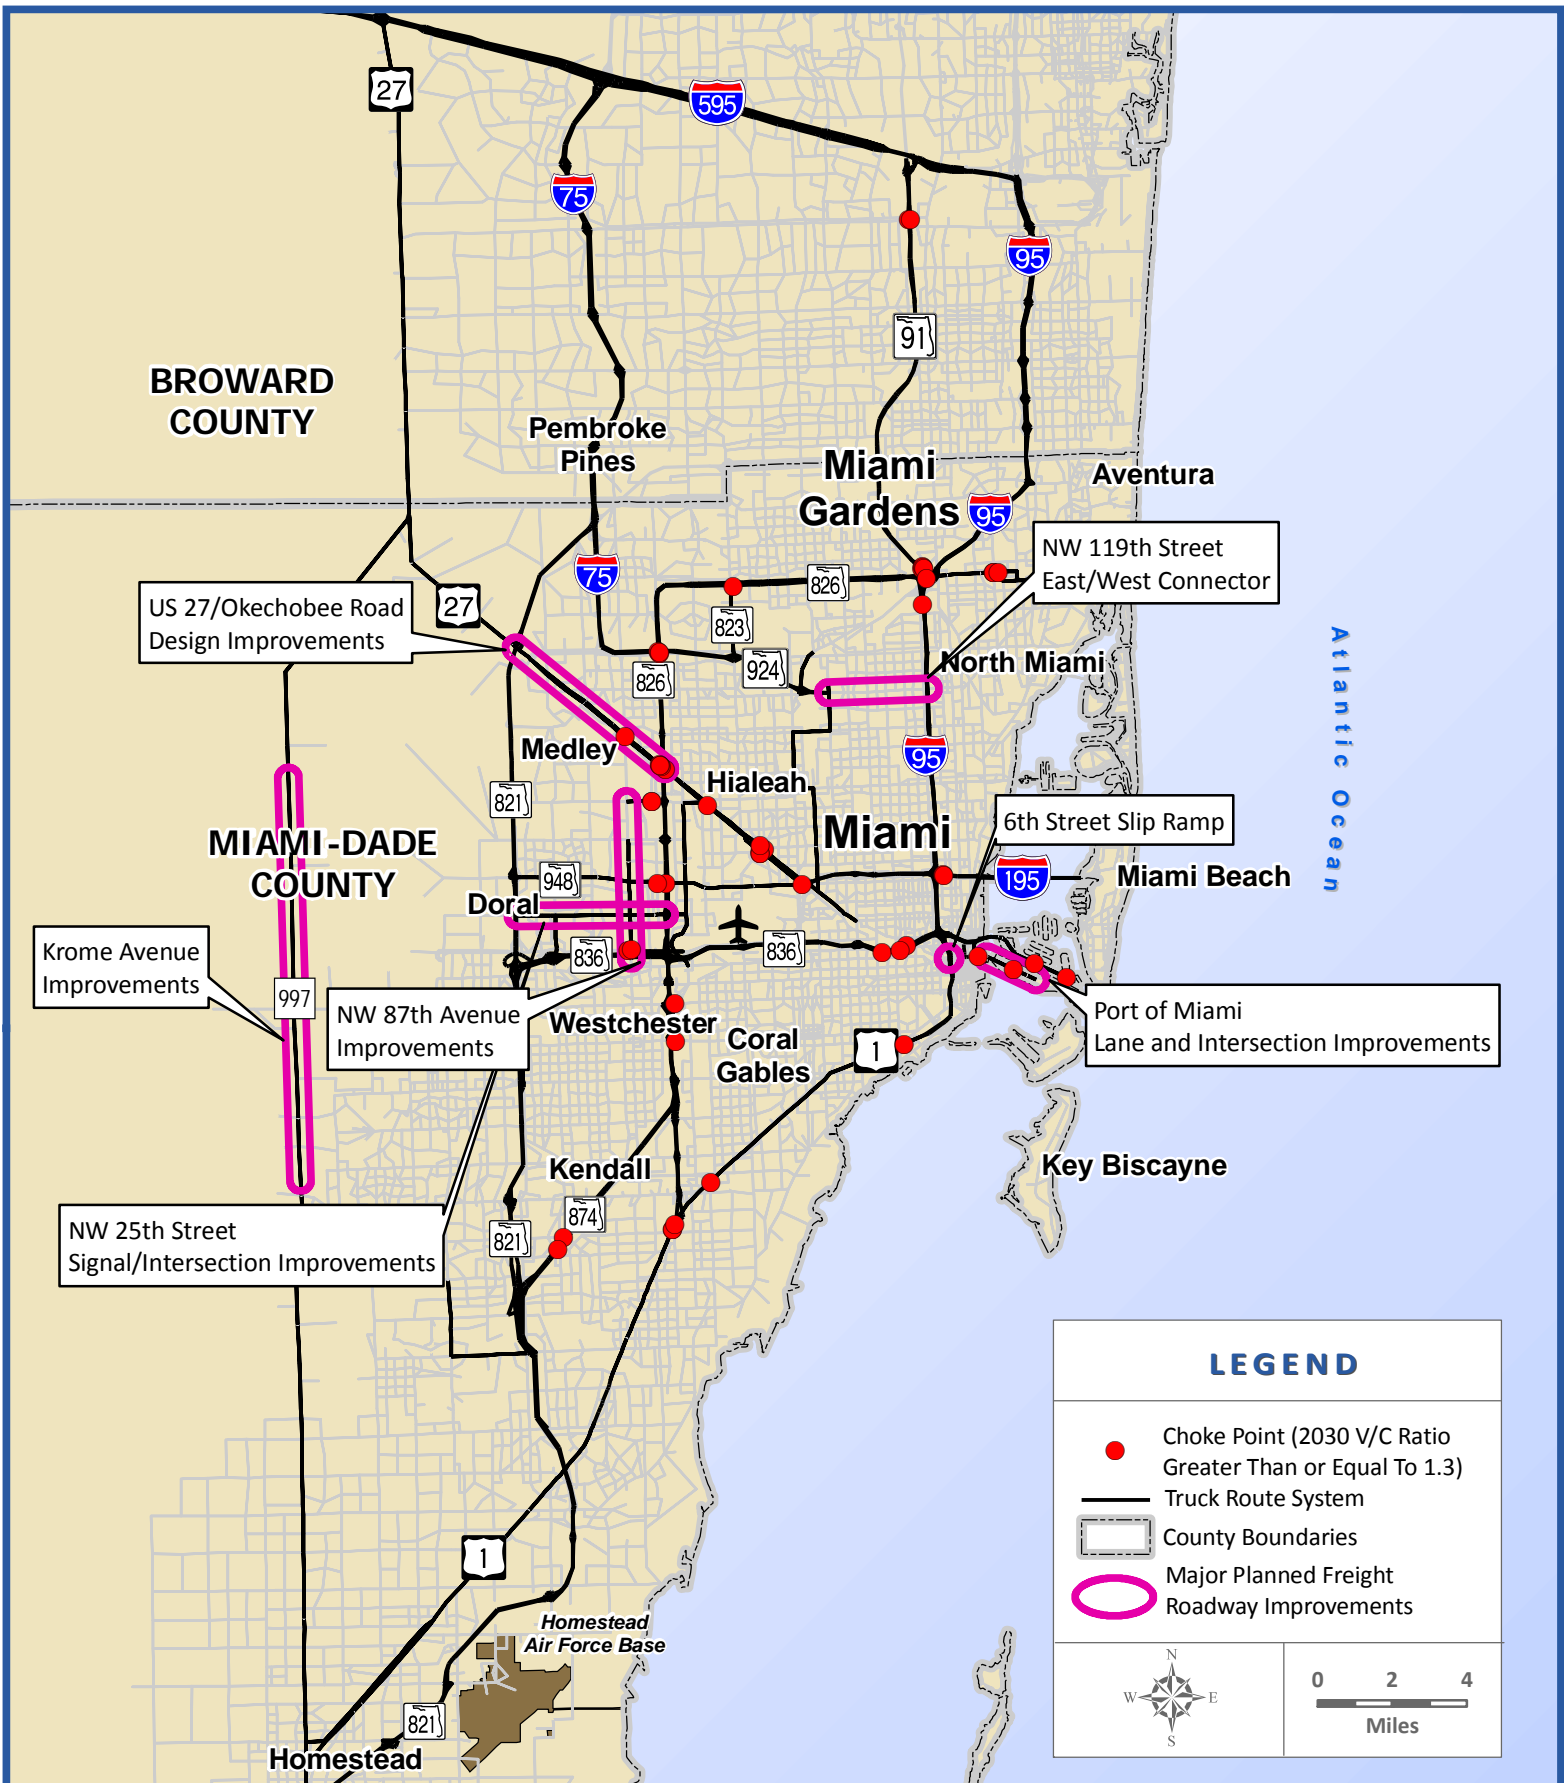 27
595
75
95
91
BROWARD
COUNTY
Pembroke
Pines
Miami
Gardens
Aventura
95
NW 119th Street
East/West Connector
75
826
27
US 27/Okechobee Road
Design Improvements
823
924
826
North Miami
Atlantic Ocean
Medley
95
Hialeah
821
6th Street Slip Ramp
MIAMI-DADE
COUNTY
Miami
948
195
Miami Beach
Doral
Krome Avenue
Improvements
836
836
997
NW 87th Avenue
Improvements
Westchester
Coral
Gables
1
Port of Miami
Lane and Intersection Improvements
Kendall
Key Biscayne
874
821
NW 25th Street
Signal/Intersection Improvements
LEGEND
Choke Point (2030 V/C Ratio
Greater Than or Equal To 1.3)
Truck Route System
County Boundaries
Major Planned Freight
Roadway Improvements
1
Homestead
Air Force Base
N
W
E
S
0 2 4
Miles
821
Homestead